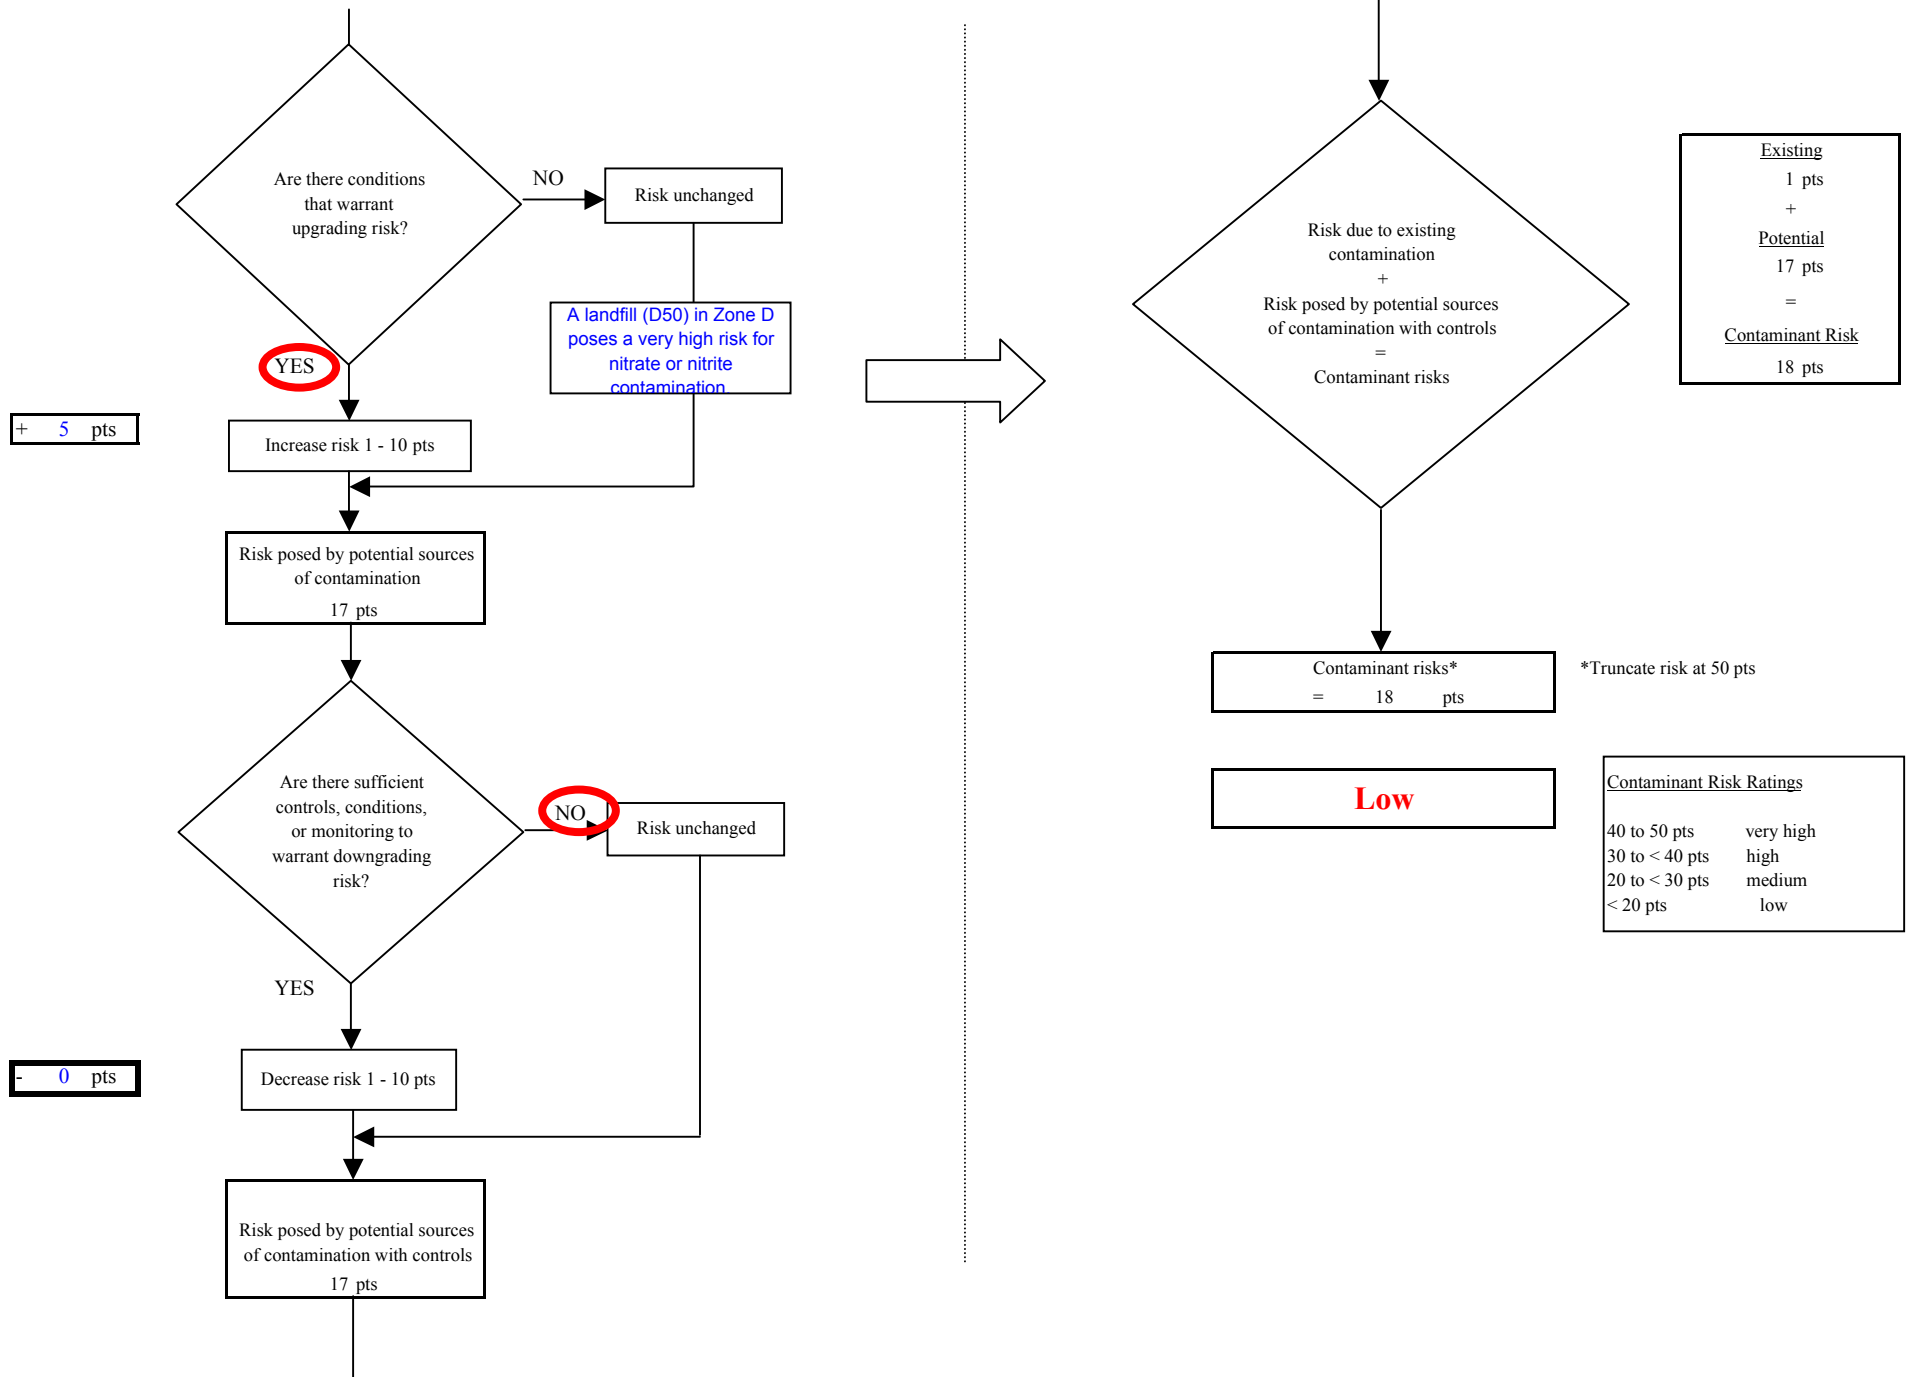 Are there conditions
that warrant
upgrading risk?
NO
Risk unchanged
A landfill (D50) in Zone D
poses a very high risk for
nitrate or nitrite
contamination.
YES
+ 5 pts
Increase risk 1 - 10 pts
Risk posed by potential sources
of contamination
17 pts
Are there sufficient
controls, conditions,
or monitoring to
warrant downgrading
risk?
NO
Risk unchanged
YES
- 0 pts
Decrease risk 1 - 10 pts
Risk posed by potential sources
of contamination with controls
17 pts
Risk due to existing
contamination
+
Risk posed by potential sources
of contamination with controls
=
Contaminant risks
Existing
1 pts
+
Potential
17 pts
=
Contaminant Risk
18 pts
Contaminant risks*
= 18 pts
*Truncate risk at 50 pts
Low
Contaminant Risk Ratings
40 to 50 pts very high
30 to < 40 pts high
20 to < 30 pts medium
< 20 pts low